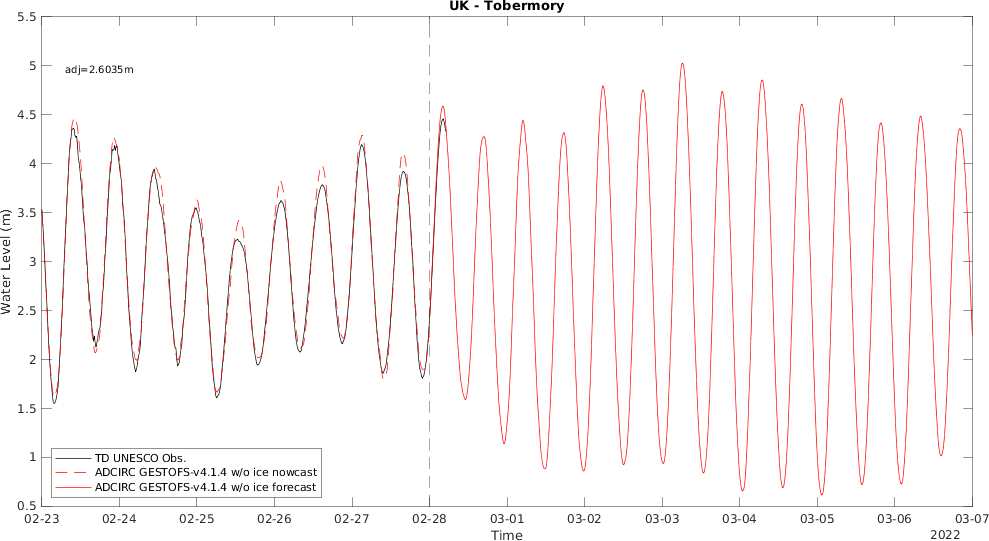 UK - Tobermory
5.5
5
4.5
4
3.5
3
2.5
2
1.5
1
0.5
Water Level (m)
adj=2.6035m
TD UNESCO Obs.
ADCIRC GESTOFS-v4.1.4 w/o ice nowcast
ADCIRC GESTOFS-v4.1.4 w/o ice forecast
02-23 02-24 02-25 02-26 02-27 02-28 03-01 03-02 03-03 03-04 03-05 03-06 03-07
Time
2022